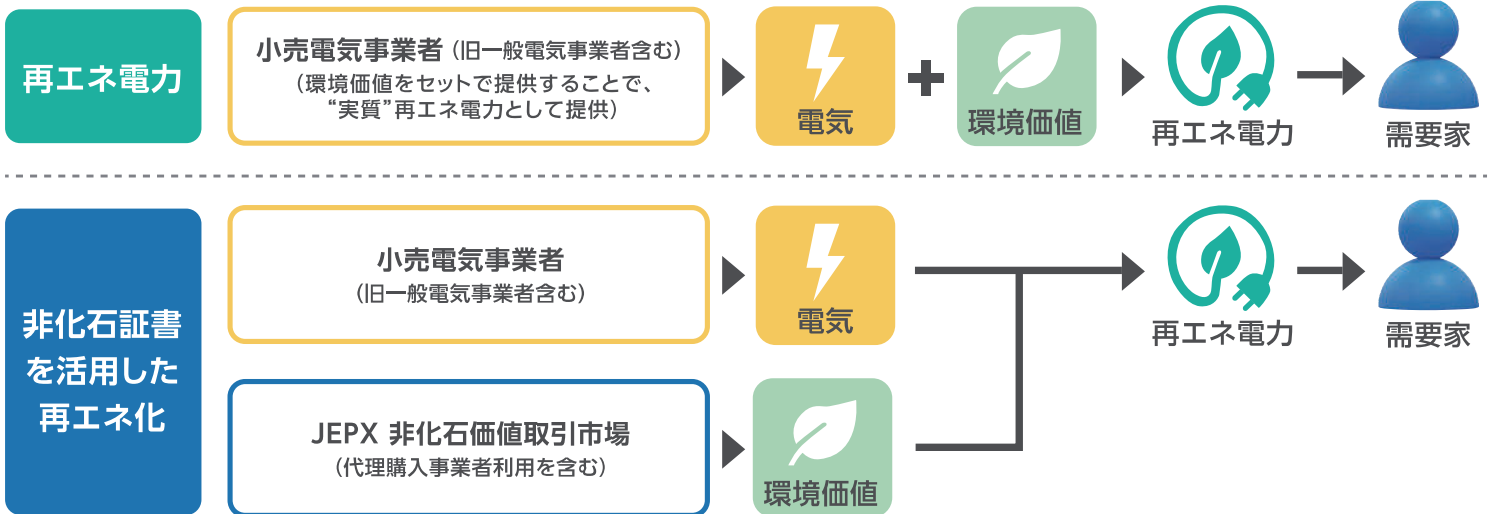 再エネ電力
小売電気事業者（旧一般電気事業者含む）
（環境価値をセットで提供することで、
“実質”再エネ電力として提供）
電気
環境価値
再エネ電力
需要家
非化石証書
を活用した
再エネ化
小売電気事業者
（旧一般電気事業者含む）
電気
再エネ電力
需要家
JEPX 非化石価値取引市場
（代理購入事業者利用を含む）
環境価値